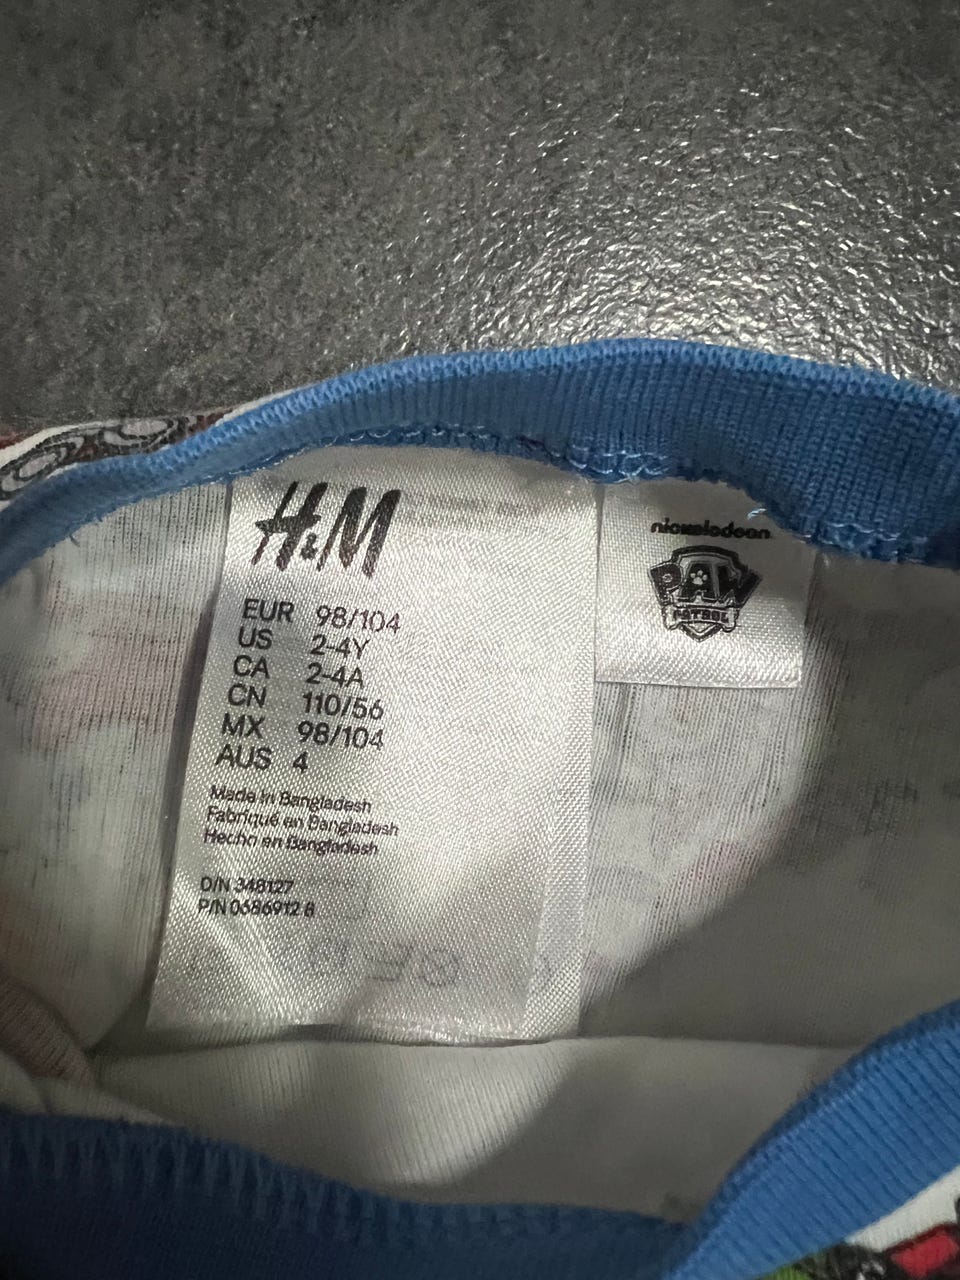 H&M
EUR 98/104
US 2-4Y
CA 2-4A
CN 110/56
MX 98/104
AUS 4
Made in Bangladesh
Fabriqué en Bangladesh
Hecho en Bangladesh
D/N 348127
P/N 0686912 8
nickelodeon
PAW
PATROL